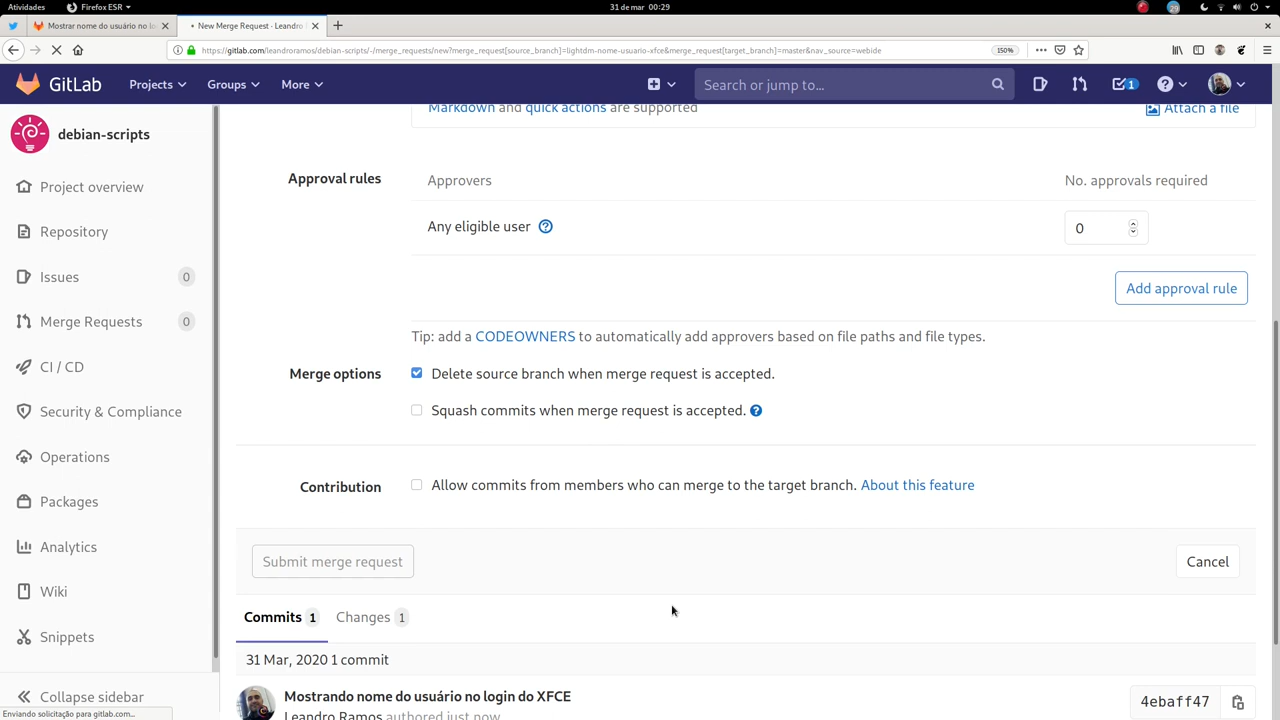 Atividades
Firefox ESR
31 de mar 00:29
Mostrar nome do usuário no lo
New Merge Request · Leandro
https://gitlab.com/leandroramos/debian-scripts/-/merge_requests/new?merge_request[source_branch]=lightdm-nome-usuario-xfce&merge_request[target_branch]=master&nav_source=webide
150%
GitLab
Projects
Groups
More
Search or jump to...
1
debian-scripts
Markdown and quick actions are supported
Attach a file
Project overview
Repository
Issues 0
Merge Requests 0
CI / CD
Security & Compliance
Operations
Packages
Analytics
Wiki
Snippets
Collapse sidebar
Approval rules
Approvers
No. approvals required
Any eligible user
0
Add approval rule
Tip: add a CODEOWNERS to automatically add approvers based on file paths and file types.
Merge options
Delete source branch when merge request is accepted.
Squash commits when merge request is accepted.
Contribution
Allow commits from members who can merge to the target branch. About this feature
Submit merge request
Cancel
Commits 1
Changes 1
31 Mar, 2020 1 commit
Mostrando nome do usuário no login do XFCE
4ebaff47
Leandro Ramos authored just now
Enviando solicitação para gitlab.com...